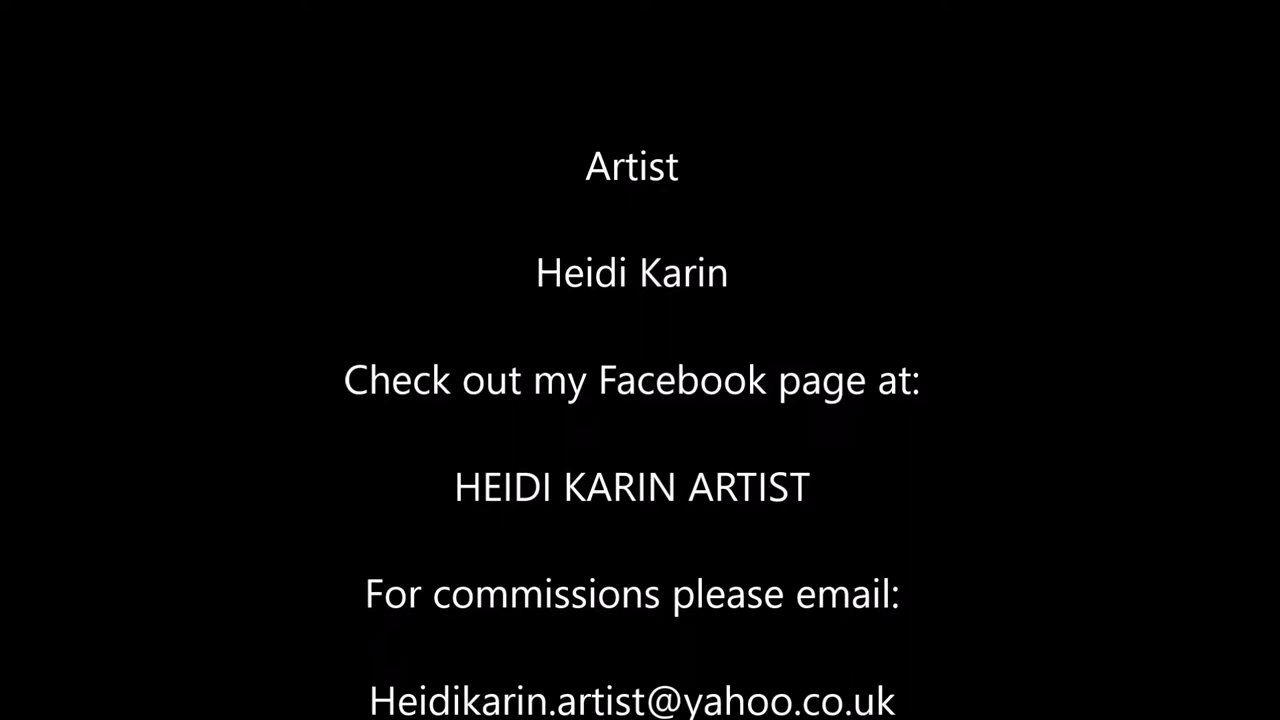 Artist
Heidi Karin
Check out my Facebook page at:
HEIDI KARIN ARTIST
For commissions please email:
Heidikarin.artist@yahoo.co.uk